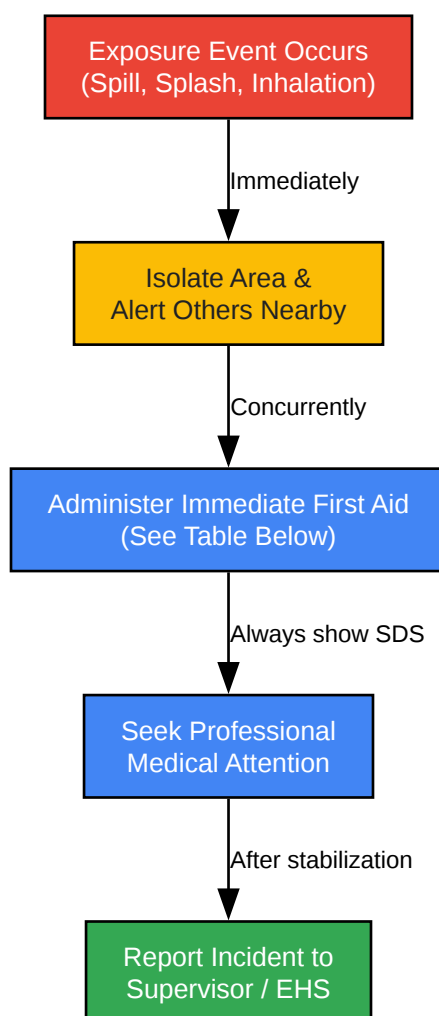 Exposure Event Occurs
(Spill, Splash, Inhalation)
Immediately
Isolate Area &
Alert Others Nearby
Concurrently
Administer Immediate First Aid
(See Table Below)
Always show SDS
Seek Professional
Medical Attention
After stabilization
Report Incident to
Supervisor / EHS